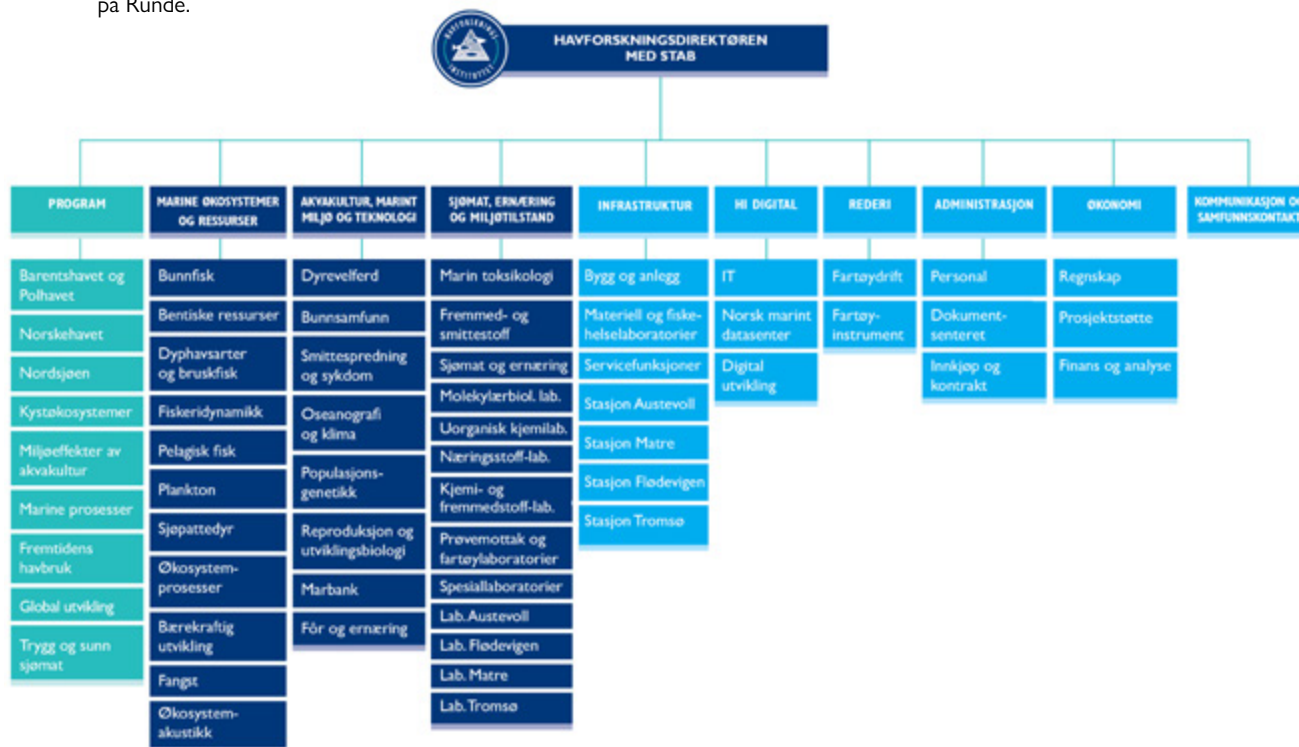 på Runde.
HAVFORSKNINGS-
INSTITUTTET
HAVFORSKNINGSDIREKTØREN
MED STAB
PROGRAM
Barentshavet og
Polhavet
Norskehavet
Nordsjøen
Kystøkosystemer
Miljøeffekter av
akvakultur
Marine prosesser
Fremtidens
havbruk
Global utvikling
Trygg og sunn
sjømat
MARINE ØKOSYSTEMER
OG RESSURSER
Bunnfisk
Bentiske ressurser
Dyphavsarter
og bruskfisk
Fiskeridynamikk
Pelagisk fisk
Plankton
Sjøpattedyr
Økosystem-
prosesser
Bærekraftig
utvikling
Fangst
Økosystem-
akustikk
AKVAKULTUR, MARINT
MILJØ OG TEKNOLOGI
Dyrevelferd
Bunnsamfunn
Smittespredning
og sykdom
Oseanografi
og klima
Populasjons-
genetikk
Reproduksjon og
utviklingsbiologi
Marbank
Fôr og ernæring
SJØMAT, ERNÆRING
OG MILJØTILSTAND
Marin toksikologi
Fremmed- og
smittestoff
Sjømat og ernæring
Molekylærbiol. lab.
Uorganisk kjemilab.
Næringsstoff-lab.
Kjemi- og
fremmedstoff-lab.
Prøvemottak og
fartøylaboratorier
Spesiallaboratorier
Lab. Austevoll
Lab. Flødevigen
Lab. Matre
Lab. Tromsø
INFRASTRUKTUR
Bygg og anlegg
Materiell og fiske-
helselaboratorier
Servicefunksjoner
Stasjon Austevoll
Stasjon Matre
Stasjon Flødevigen
Stasjon Tromsø
HI DIGITAL
IT
Norsk marint
datasenter
Digital
utvikling
REDERI
Fartøydrift
Fartøy-
instrument
ADMINISTRASJON
Personal
Dokument-
senteret
Innkjøp og
kontrakt
ØKONOMI
Regnskap
Prosjektstøtte
Finans og analyse
KOMMUNIKASJON OG
SAMFUNNSKONTAKT